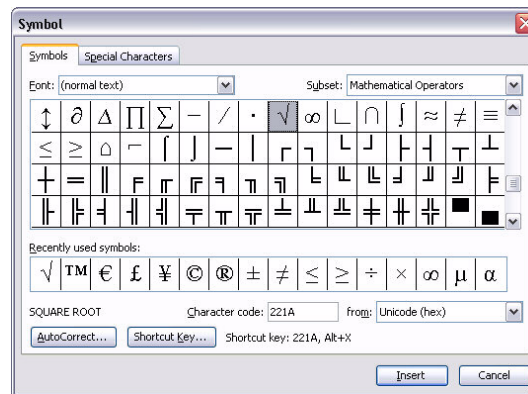 Symbol
Symbols Special Characters
Font: (normal text) Subset: Mathematical Operators
↕ ∂ ∆ ∏ ∑ − ∕ ∙ √ ∞ ∟ ∩ ∫ ≈ ≠ ≡
≤ ≥ ⌂ ⌐ ⌠ ⌡ ─ │ ┌ ┐ └ ┘ ├ ┤ ┬ ┴
┼ ═ ║ ╒ ╓ ╔ ╕ ╖ ╗ ╘ ╙ ╚ ╛ ╜ ╝ ╞
╟ ╠ ╡ ╢ ╣ ╤ ╥ ╦ ╧ ╨ ╩ ╪ ╫ ╬ ▀ ▄
Recently used symbols:
√ ™ € £ ¥ © ® ± ≠ ≤ ≥ ÷ × ∞ µ α
SQUARE ROOT Character code: 221A from: Unicode (hex)
AutoCorrect... Shortcut Key... Shortcut key: 221A, Alt+X
Insert Cancel